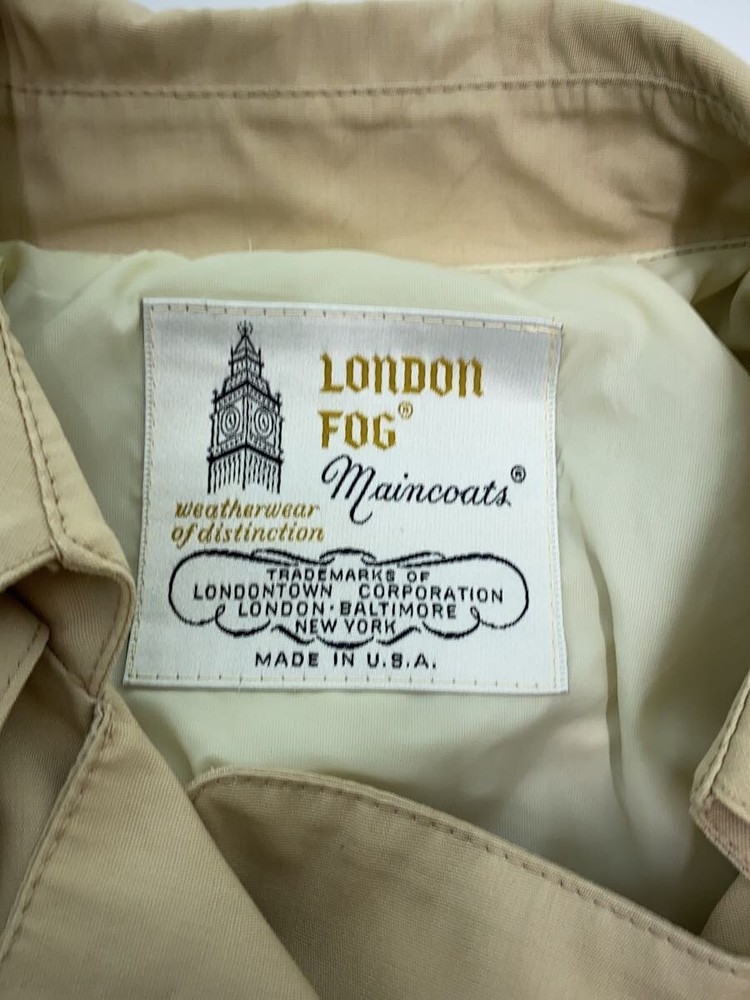 LONDON
FOG®
Maincoats®
weatherwear
of distinction
TRADEMARKS OF
LONDONTOWN CORPORATION
LONDON · BALTIMORE
NEW YORK
MADE IN U.S.A.